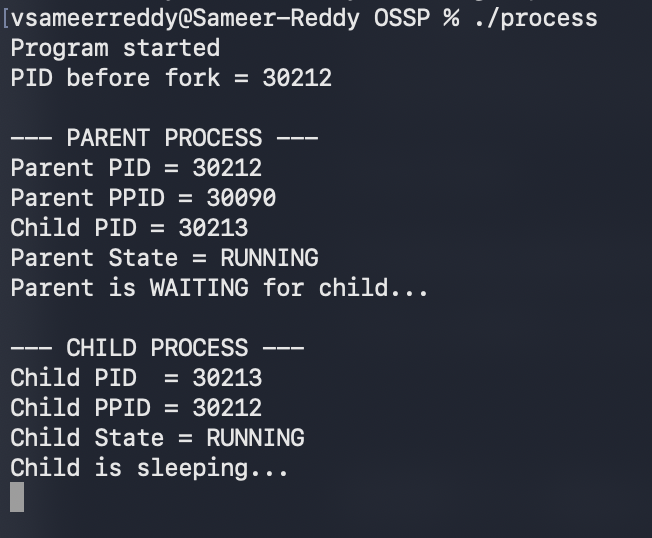 [vsameerreddy@Sameer-Reddy OSSP % ./process
Program started
PID before fork = 30212
--- PARENT PROCESS ---
Parent PID = 30212
Parent PPID = 30090
Child PID = 30213
Parent State = RUNNING
Parent is WAITING for child...
--- CHILD PROCESS ---
Child PID  = 30213
Child PPID = 30212
Child State = RUNNING
Child is sleeping...